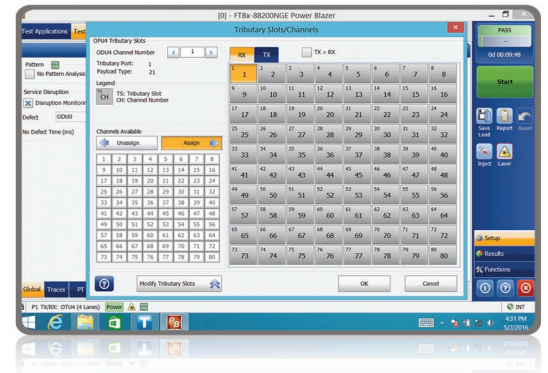 [0] - FTBx-88200NGE Power Blazer
Test Applications Test
Tributary Slots/Channels
OPU4 Tributary Slots
ODU4 Channel Number 1
Tributary Port: 1
Payload Type: 21
Legend
TS CH TS: Tributary Slot
CH: Channel Number
Channels Available
Unassign Assign
1 2 3 4 5 6 7 8
9 10 11 12 13 14 15 16
17 18 19 20 21 22 23 24
25 26 27 28 29 30 31 32
33 34 35 36 37 38 39 40
41 42 43 44 45 46 47 48
49 50 51 52 53 54 55 56
57 58 59 60 61 62 63 64
65 66 67 68 69 70 71 72
73 74 75 76 77 78 79 80
RX TX TX = RX
1 1 2 2 3 3 4 4 5 5 6 6 7 7 8 8
9 9 10 10 11 11 12 12 13 13 14 14 15 15 16 16
17 17 18 18 19 19 20 20 21 21 22 22 23 23 24 24
25 25 26 26 27 27 28 28 29 29 30 30 31 31 32 32
33 33 34 34 35 35 36 36 37 37 38 38 39 39 40 40
41 41 42 42 43 43 44 44 45 45 46 46 47 47 48 48
49 49 50 50 51 51 52 52 53 53 54 54 55 55 56 56
57 57 58 58 59 59 60 60 61 61 62 62 63 63 64 64
65 65 66 66 67 67 68 68 69 69 70 70 71 71 72 72
73 73 74 74 75 75 76 76 77 77 78 78 79 79 80 80
Modify Tributary Slots
OK Cancel
Pattern
No Pattern Analysis
Service Disruption
Disruption Monitorin
Defect ODU0
No Defect Time (ms)
Global Traces PT
PASS
--
0d 00:09:48
Start
Save Load Report Reset
Inject Laser
Setup
Results
Functions
P1 TX/RX: OTU4 (4 Lanes) Power
INT
4:31 PM
5/2/2016